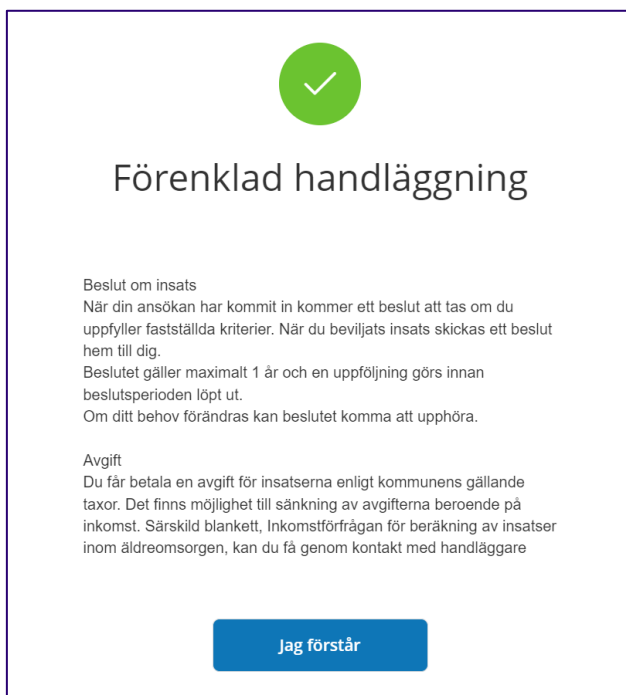 Förenklad handläggning
Beslut om insats
När din ansökan har kommit in kommer ett beslut att tas om du
uppfyller fastställda kriterier. När du beviljats insats skickas ett beslut
hem till dig.
Beslutet gäller maximalt 1 år och en uppföljning görs innan
beslutsperioden löpt ut.
Om ditt behov förändras kan beslutet komma att upphöra.
Avgift
Du får betala en avgift för insatserna enligt kommunens gällande
taxor. Det finns möjlighet till sänkning av avgifterna beroende på
inkomst. Särskild blankett, Inkomstförfrågan för beräkning av insatser
inom äldreomsorgen, kan du få genom kontakt med handläggare
Jag förstår